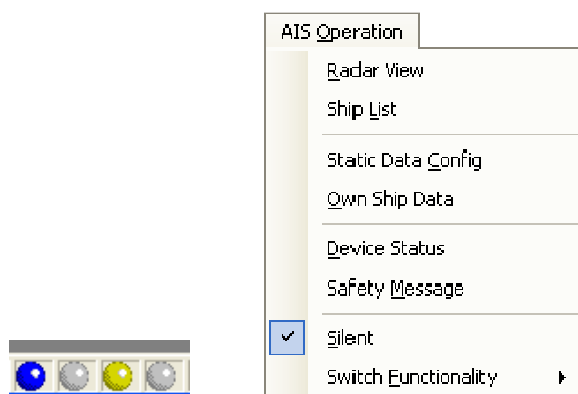 AIS Operation
Radar View
Ship List
Static Data Config
Own Ship Data
Device Status
Safety Message
Silent
Switch Functionality